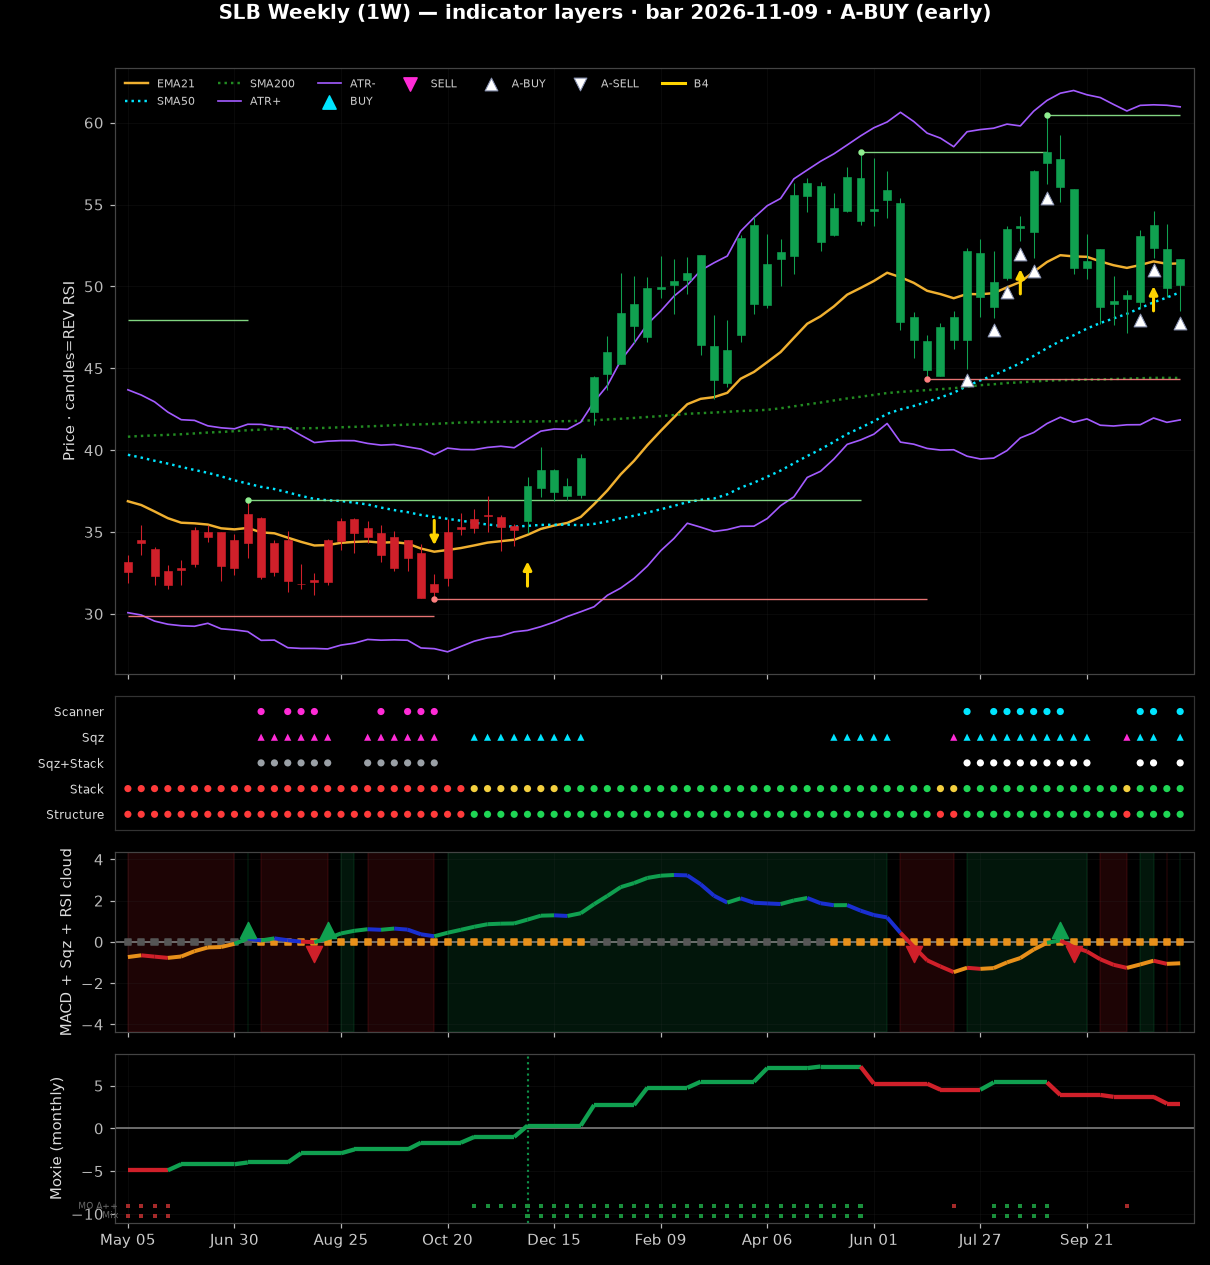 SLB Weekly (1W) — indicator layers · bar 2026-11-09 · A-BUY (early)
EMA21 SMA200 ATR- SELL A-BUY A-SELL B4
SMA50 ATR+ BUY
Price · candles=REV RSI
60
55
50
45
40
35
30
Scanner
Sqz
Sqz+Stack
Stack
Structure
MACD + Sqz + RSI cloud
4
2
0
−2
−4
Moxie (monthly)
5
0
−5
−10
MO A++
May 05 Jun 30 Aug 25 Oct 20 Dec 15 Feb 09 Apr 06 Jun 01 Jul 27 Sep 21